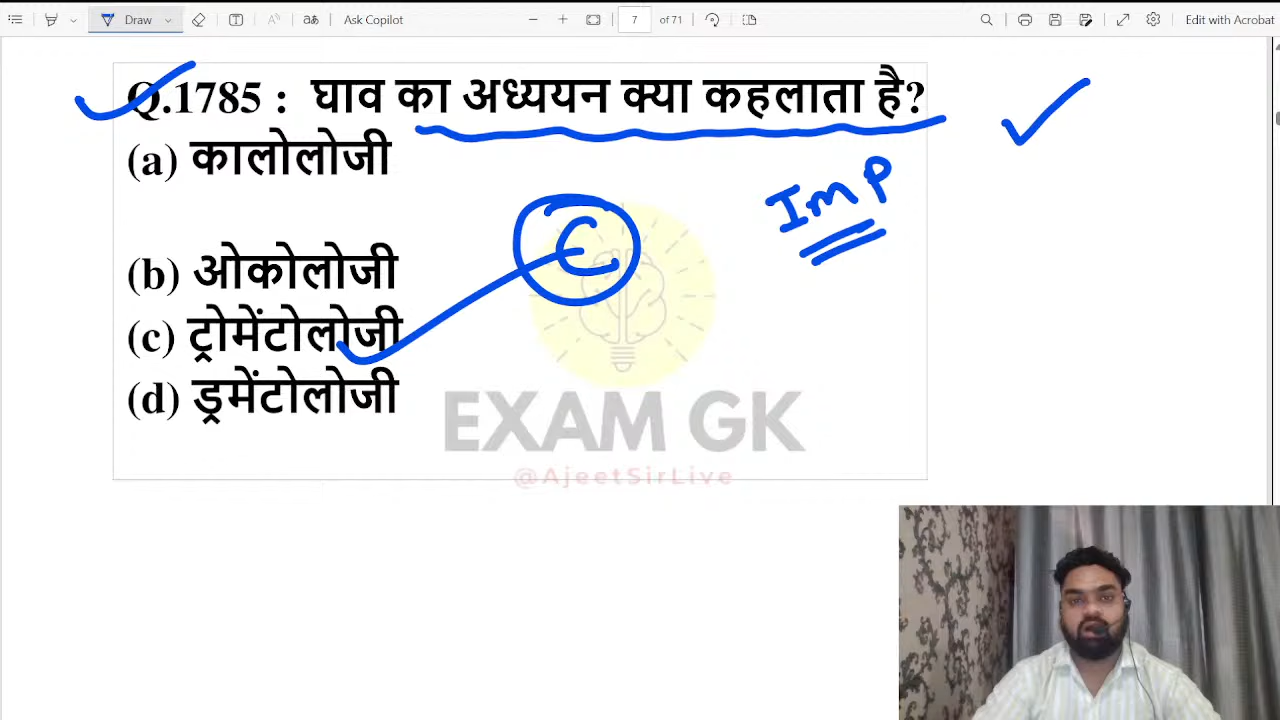 Draw
Ask Copilot
7
of 71
Edit with Acrobat
Q.1785 : घाव का अध्ययन क्या कहलाता है?
(a) कालोलोजी
Imp
C
(b) ओकोलोजी
(c) ट्रोमेंटोलोजी
(d) ड्रमेंटोलोजी
EXAM GK
@AjeetSirLive